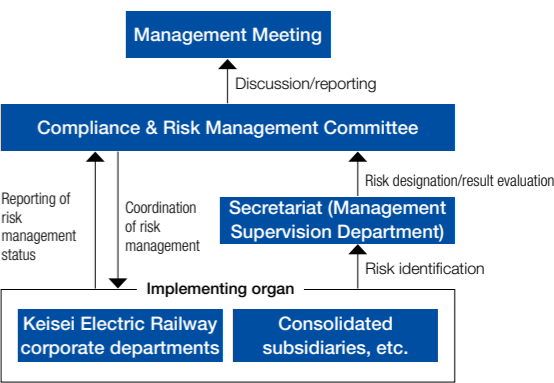 Management Meeting
Discussion/reporting
Compliance & Risk Management Committee
Reporting of
risk
management
status
Coordination
of risk
management
Risk designation/result evaluation
Secretariat (Management
Supervision Department)
Risk identification
Implementing organ
Keisei Electric Railway
corporate departments
Consolidated
subsidiaries, etc.